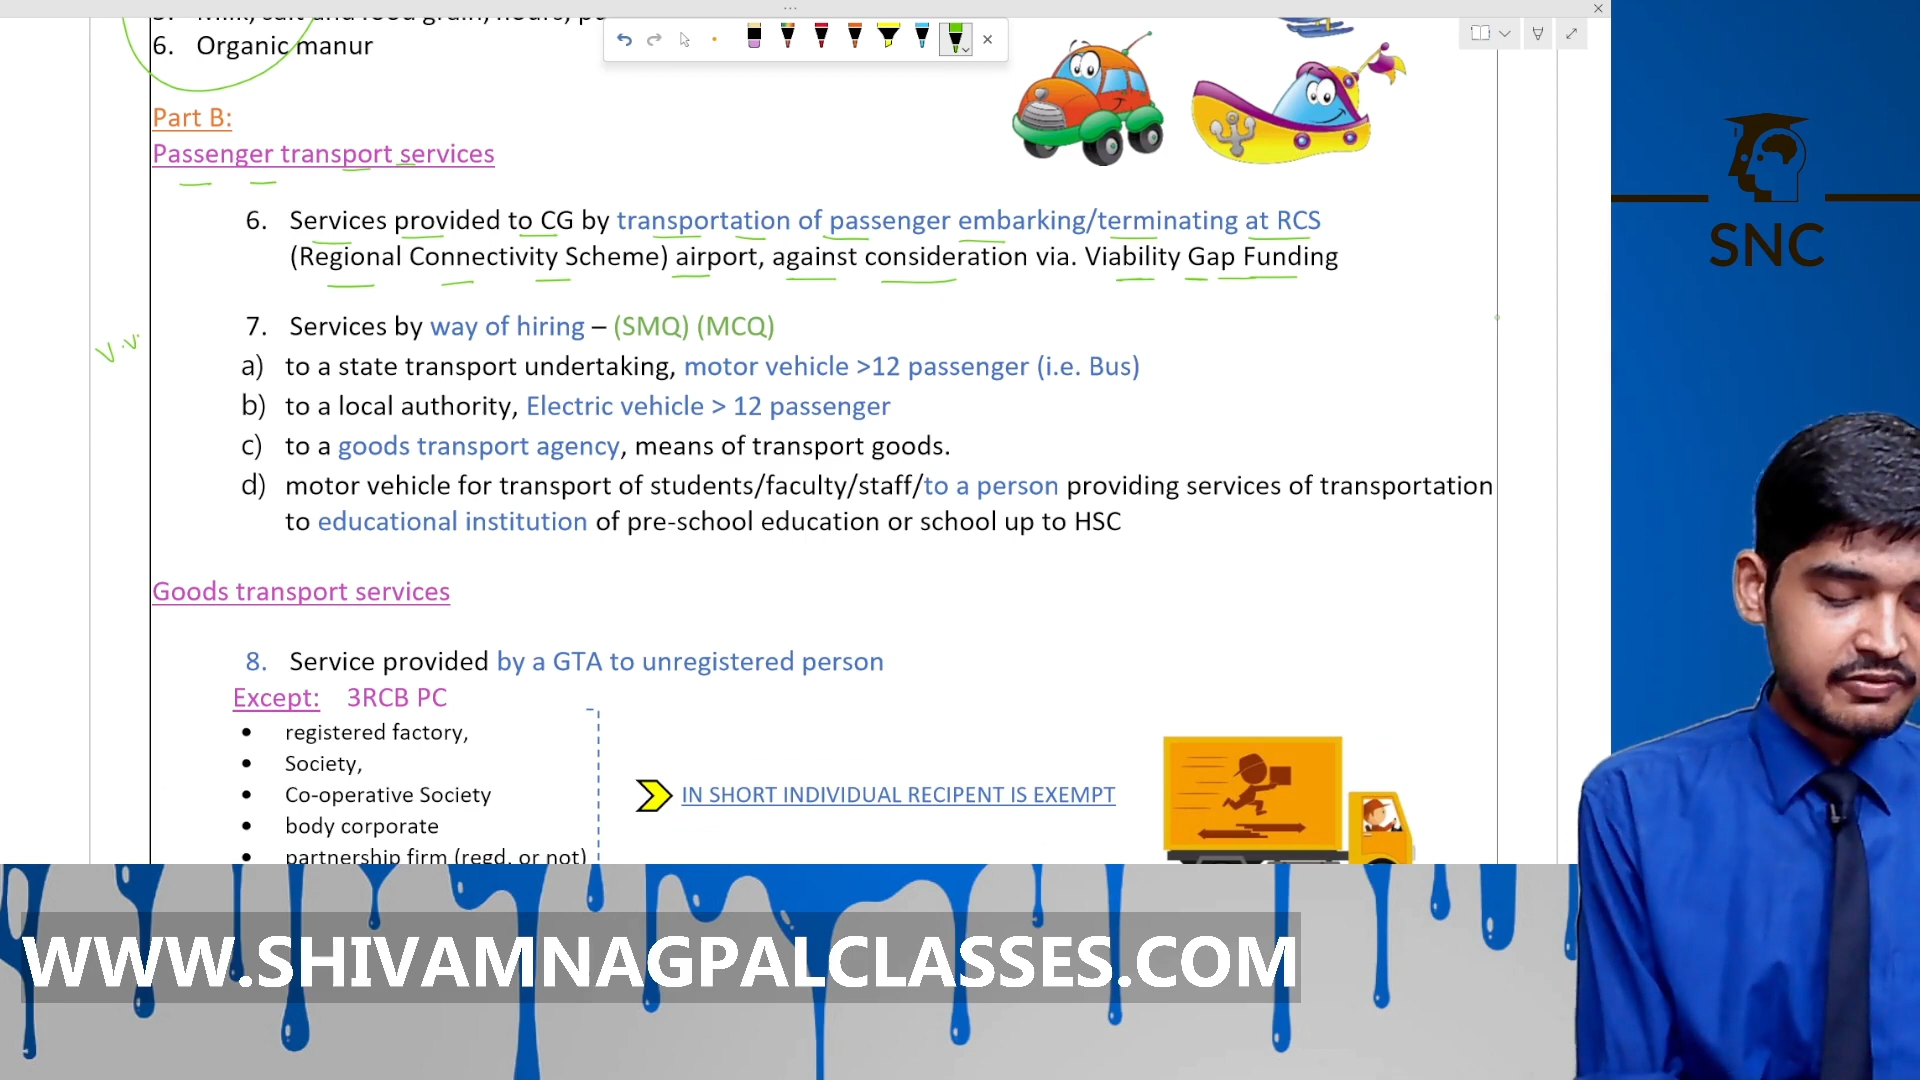 6. Organic manur
Part B:
Passenger transport services
6. Services provided to CG by transportation of passenger embarking/terminating at RCS
(Regional Connectivity Scheme) airport, against consideration via. Viability Gap Funding
7. Services by way of hiring – (SMQ) (MCQ)
V.V.
a) to a state transport undertaking, motor vehicle >12 passenger (i.e. Bus)
b) to a local authority, Electric vehicle > 12 passenger
c) to a goods transport agency, means of transport goods.
d) motor vehicle for transport of students/faculty/staff/to a person providing services of transportation
to educational institution of pre-school education or school up to HSC
Goods transport services
8. Service provided by a GTA to unregistered person
Except: 3RCB PC
• registered factory,
• Society,
• Co-operative Society
• body corporate
• partnership firm (regd. or not)
IN SHORT INDIVIDUAL RECIPENT IS EXEMPT
SNC
WWW.SHIVAMNAGPALCLASSES.COM